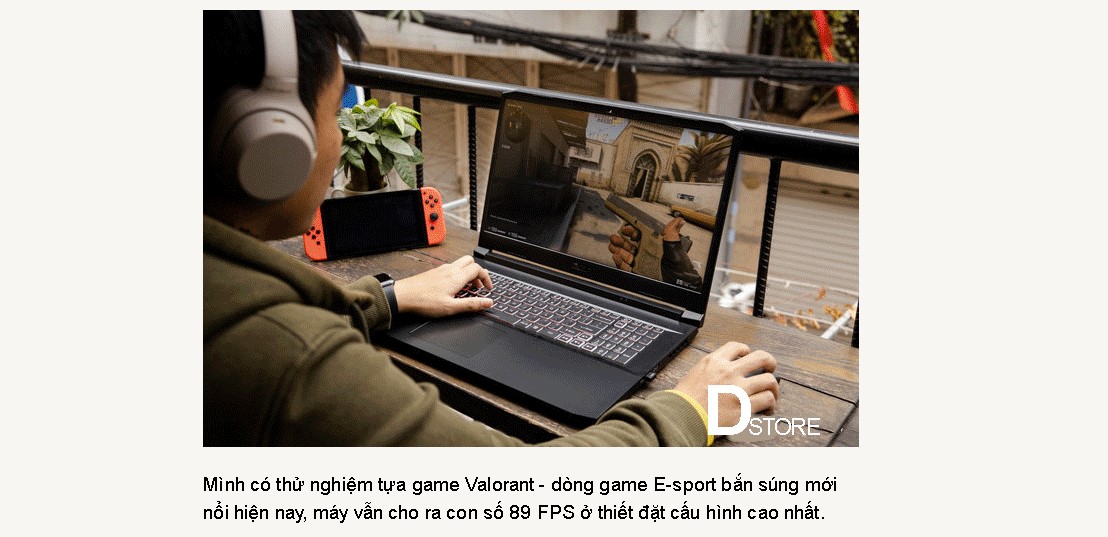 D STORE
Mình có thử nghiệm tựa game Valorant - dòng game E-sport bắn súng mới
nổi hiện nay, máy vẫn cho ra con số 89 FPS ở thiết đặt cấu hình cao nhất.